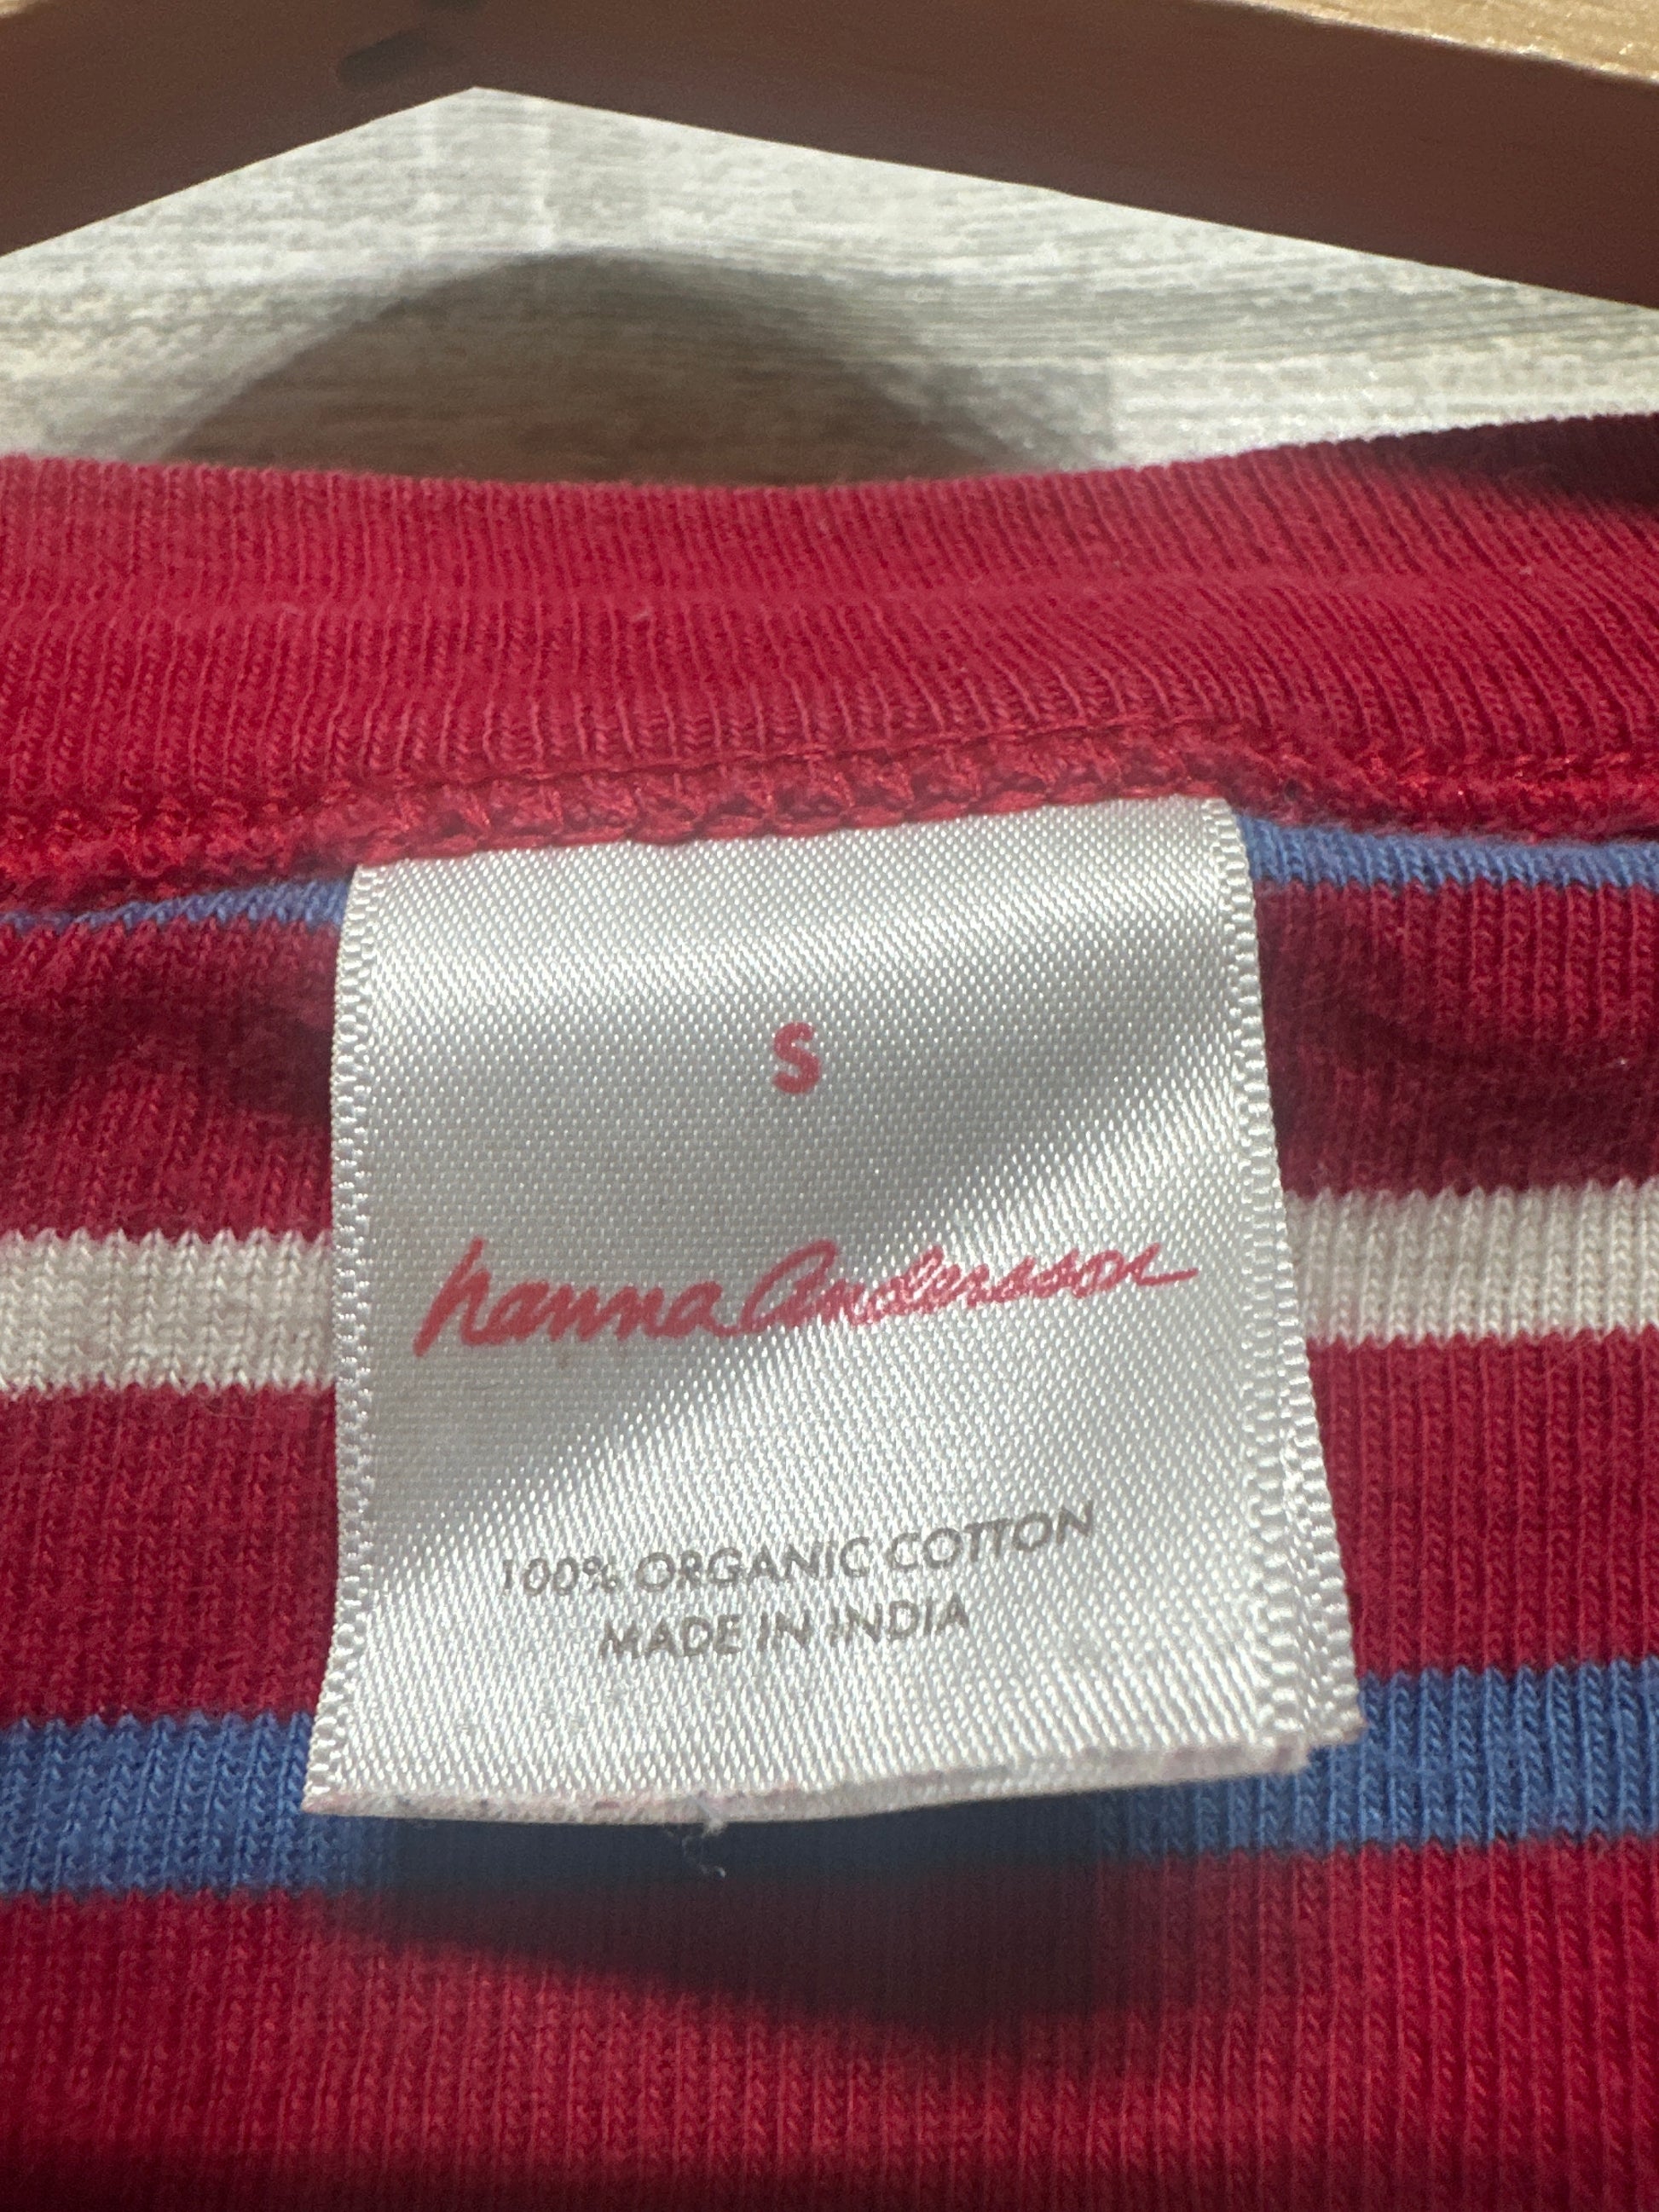 S
hanna Andersson
100% ORGANIC COTTON
MADE IN INDIA